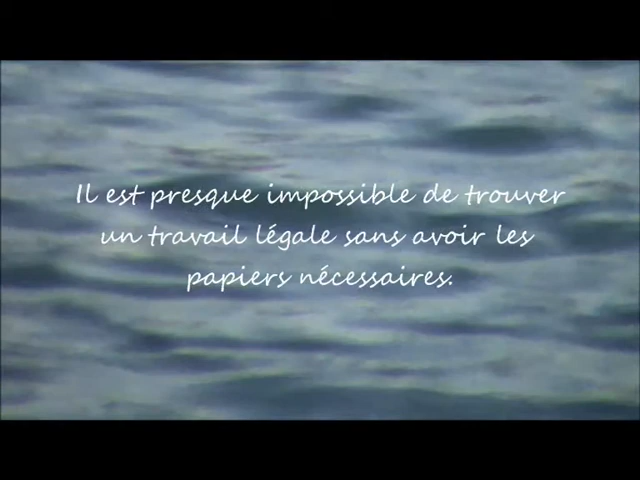 Il est presque impossible de trouver
un travail légale sans avoir les
papiers nécessaires.